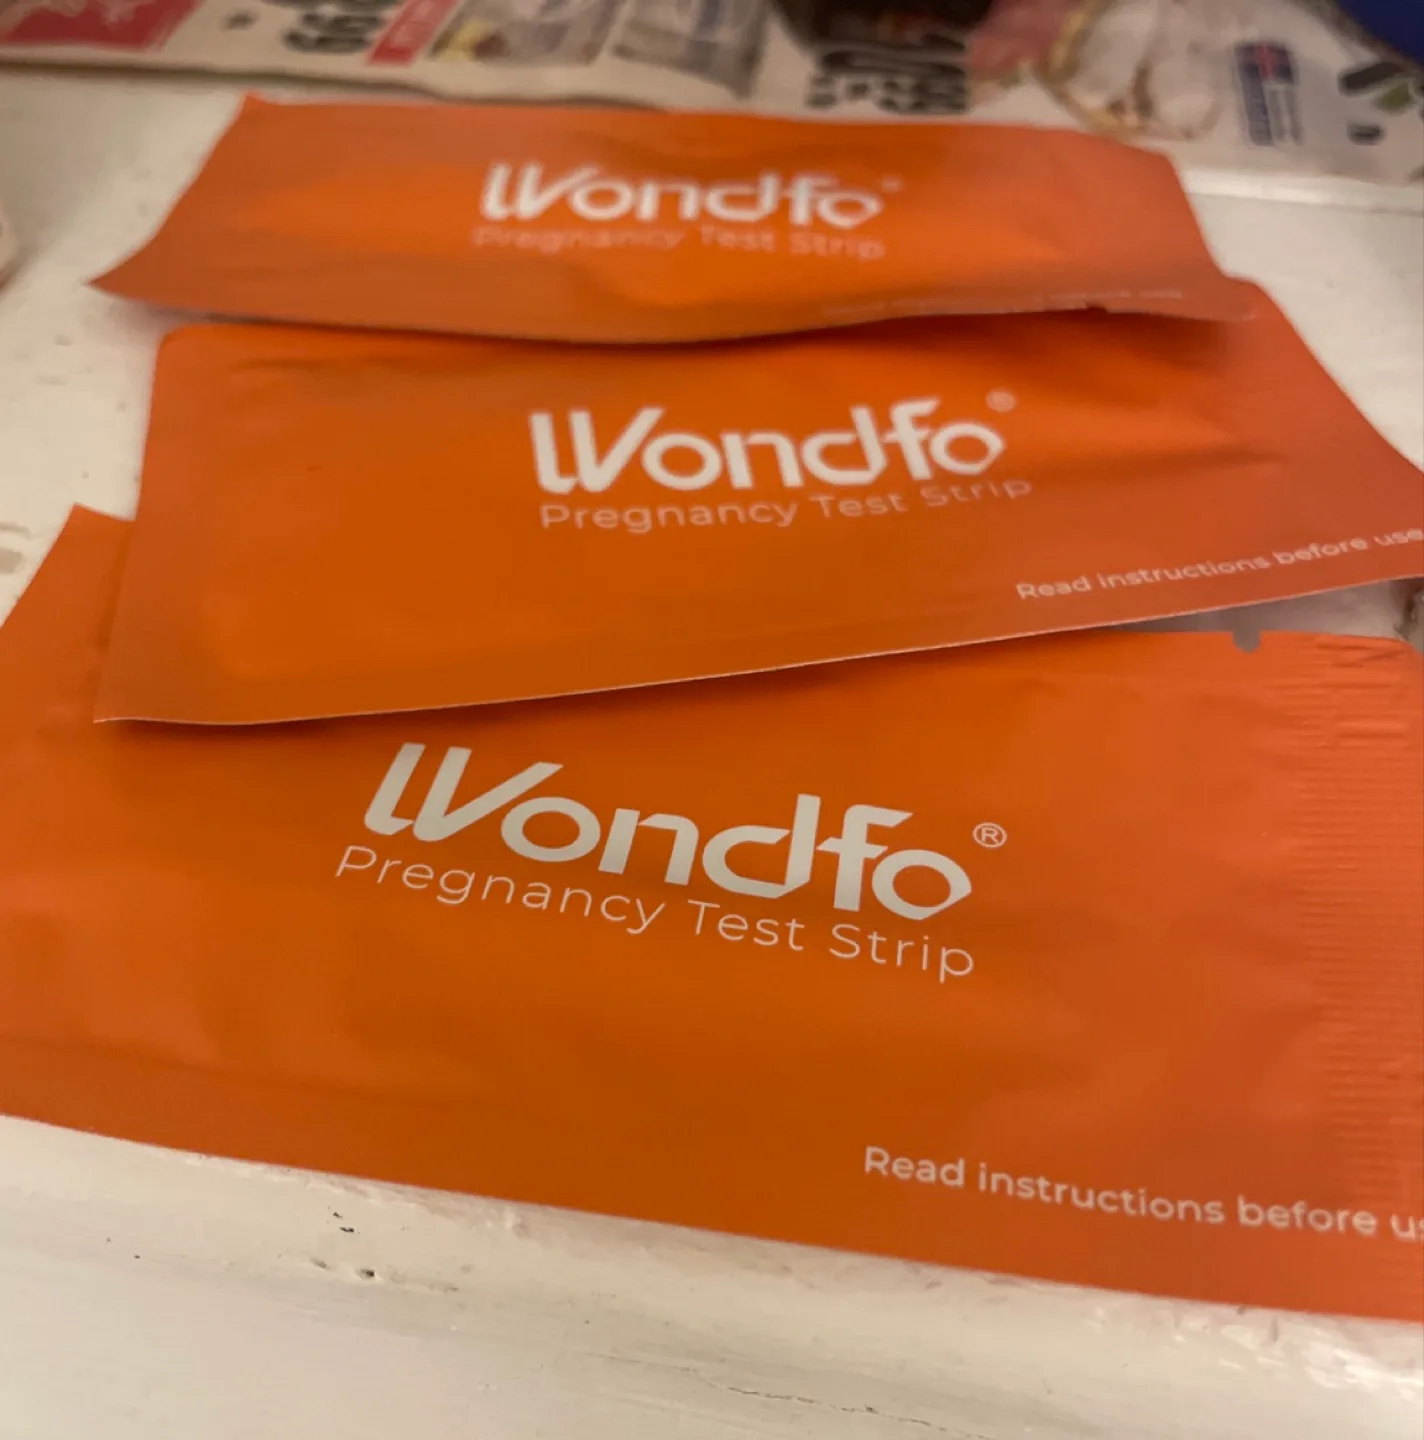 Wondfo®
Pregnancy Test Strip
Wondfo®
Pregnancy Test Strip
Read instructions before use
Wondfo®
Pregnancy Test Strip
Read instructions before